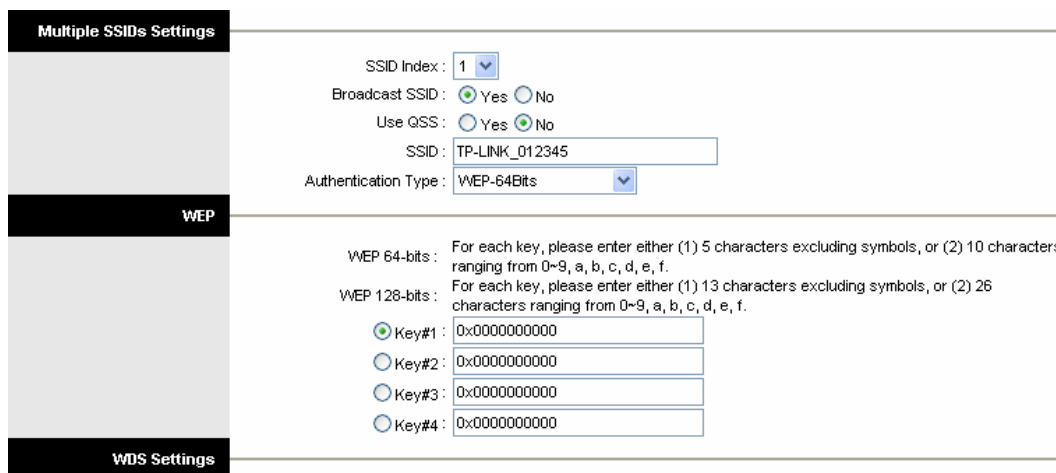 Multiple SSIDs Settings
SSID Index : 1
Broadcast SSID : Yes No
Use QSS : Yes No
SSID : TP-LINK_012345
Authentication Type : WEP-64Bits
WEP
WEP 64-bits : For each key, please enter either (1) 5 characters excluding symbols, or (2) 10 characters
ranging from 0~9, a, b, c, d, e, f.
WEP 128-bits : For each key, please enter either (1) 13 characters excluding symbols, or (2) 26
characters ranging from 0~9, a, b, c, d, e, f.
Key#1 : 0x0000000000
Key#2 : 0x0000000000
Key#3 : 0x0000000000
Key#4 : 0x0000000000
WDS Settings